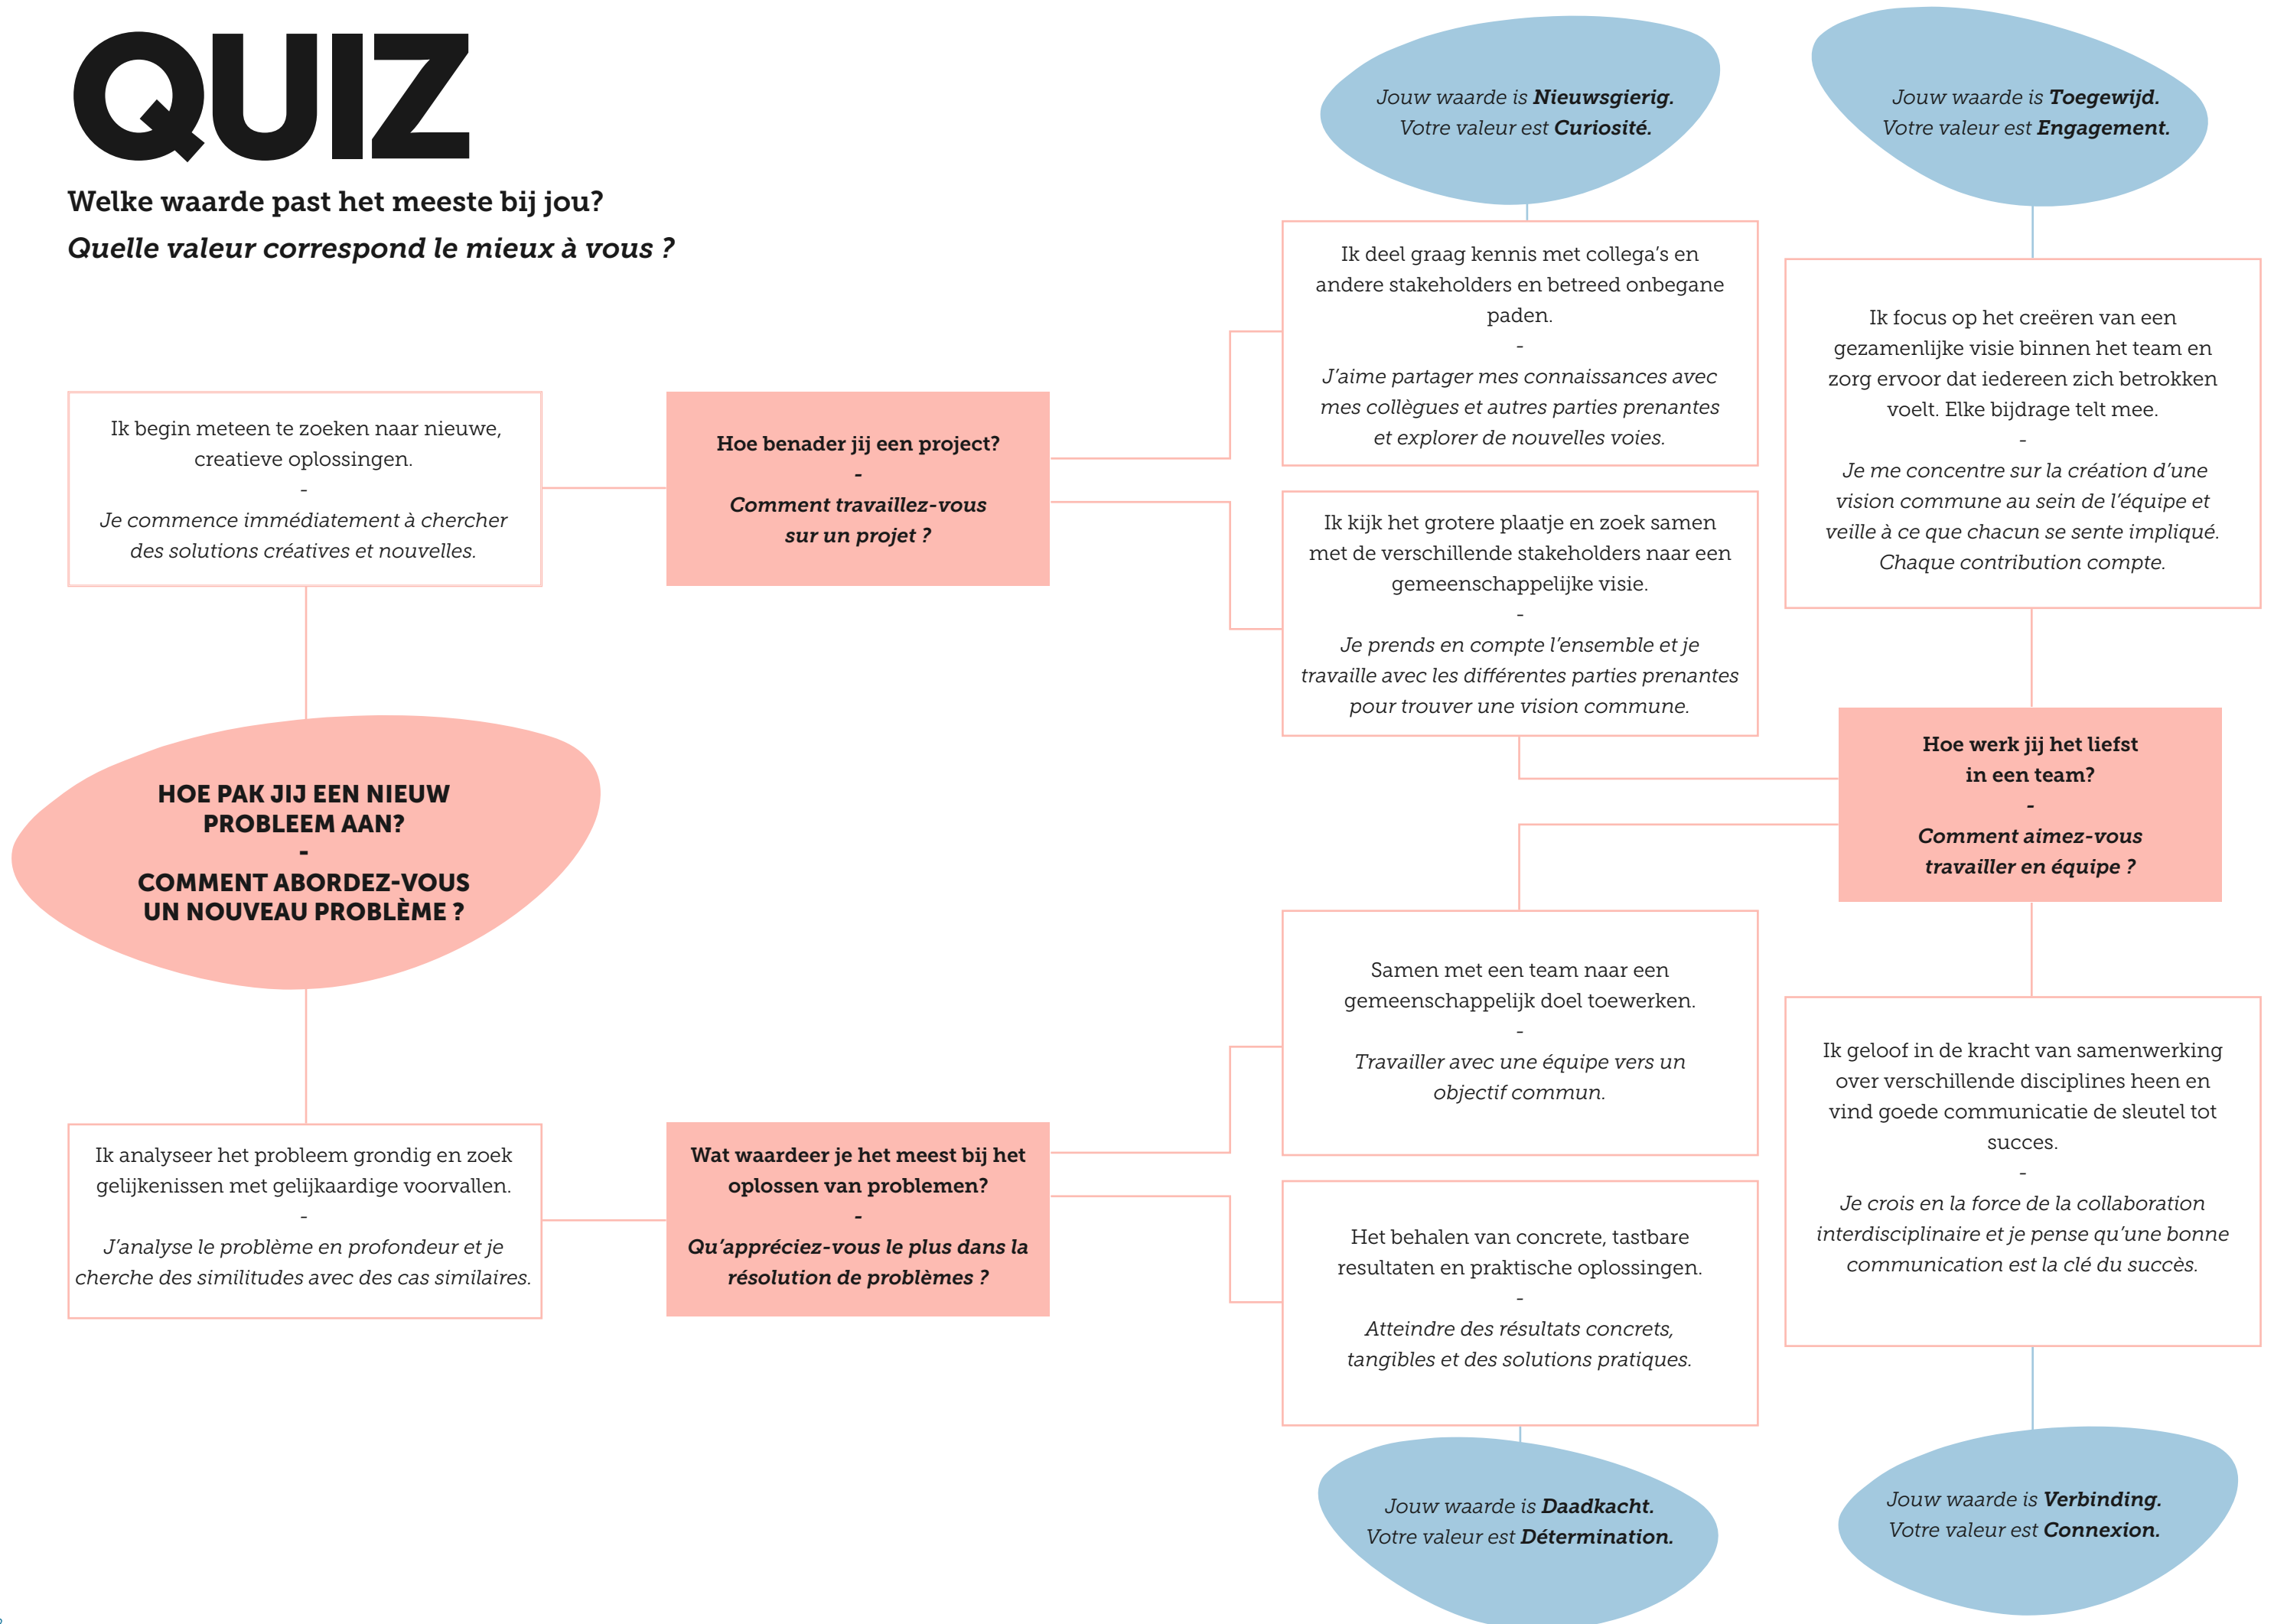 QUIZ
Welke waarde past het meeste bij jou?
Quelle valeur correspond le mieux à vous ?
HOE PAK JIJ EEN NIEUW
PROBLEEM AAN?
-
COMMENT ABORDEZ-VOUS
UN NOUVEAU PROBLÈME ?
Ik begin meteen te zoeken naar nieuwe,
creatieve oplossingen.
-
Je commence immédiatement à chercher
des solutions créatives et nouvelles.
Hoe benader jij een project?
-
Comment travaillez-vous
sur un projet ?
Ik deel graag kennis met collega’s en
andere stakeholders en betreed onbegane
paden.
-
J’aime partager mes connaissances avec
mes collègues et autres parties prenantes
et explorer de nouvelles voies.
Jouw waarde is Nieuwsgierig.
Votre valeur est Curiosité.
Ik kijk het grotere plaatje en zoek samen
met de verschillende stakeholders naar een
gemeenschappelijke visie.
-
Je prends en compte l’ensemble et je
travaille avec les différentes parties prenantes
pour trouver une vision commune.
Ik analyseer het probleem grondig en zoek
gelijkenissen met gelijkaardige voorvallen.
-
J’analyse le problème en profondeur et je
cherche des similitudes avec des cas similaires.
Wat waardeer je het meest bij het
oplossen van problemen?
-
Qu’appréciez-vous le plus dans la
résolution de problèmes ?
Samen met een team naar een
gemeenschappelijk doel toewerken.
-
Travailler avec une équipe vers un
objectif commun.
Het behalen van concrete, tastbare
resultaten en praktische oplossingen.
-
Atteindre des résultats concrets,
tangibles et des solutions pratiques.
Jouw waarde is Daadkacht.
Votre valeur est Détermination.
Hoe werk jij het liefst
in een team?
-
Comment aimez-vous
travailler en équipe ?
Ik focus op het creëren van een
gezamenlijke visie binnen het team en
zorg ervoor dat iedereen zich betrokken
voelt. Elke bijdrage telt mee.
-
Je me concentre sur la création d’une
vision commune au sein de l’équipe et
veille à ce que chacun se sente impliqué.
Chaque contribution compte.
Jouw waarde is Toegewijd.
Votre valeur est Engagement.
Ik geloof in de kracht van samenwerking
over verschillende disciplines heen en
vind goede communicatie de sleutel tot
succes.
-
Je crois en la force de la collaboration
interdisciplinaire et je pense qu’une bonne
communication est la clé du succès.
Jouw waarde is Verbinding.
Votre valeur est Connexion.